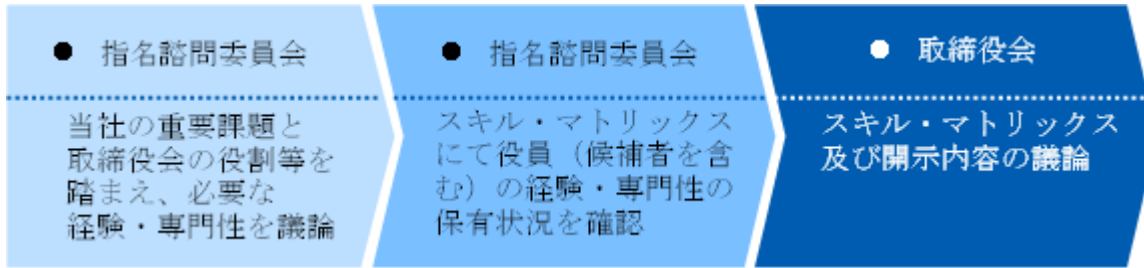 ● 指名諮問委員会
当社の重要課題と
取締役会の役割等を
踏まえ、必要な
経験・専門性を議論
● 指名諮問委員会
スキル・マトリックス
にて役員（候補者を含
む）の経験・専門性の
保有状況を確認
● 取締役会
スキル・マトリックス
及び開示内容の議論